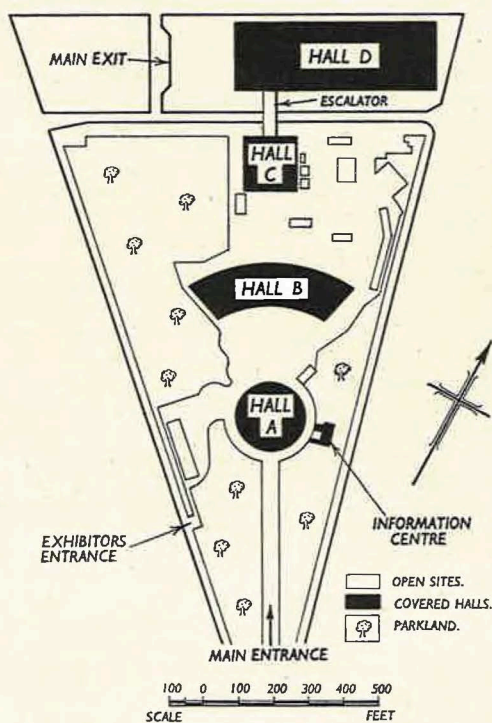 HALL D
MAIN EXIT
ESCALATOR
HALL
C
HALL B
HALL
A
INFORMATION
CENTRE
EXHIBITORS
ENTRANCE
OPEN SITES.
COVERED HALLS.
PARKLAND.
MAIN ENTRANCE
100 0 100 200 300 400 500
SCALE FEET